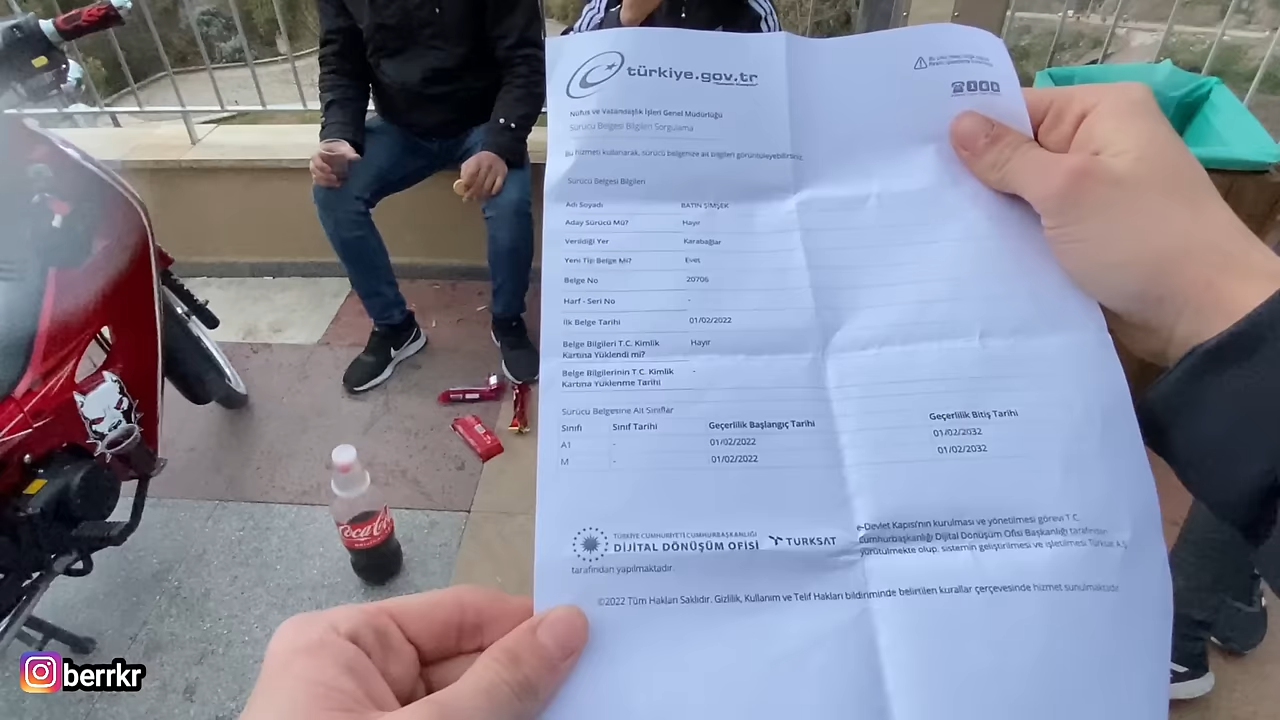 türkiye.gov.tr
Nüfus ve Vatandaşlık İşleri Genel Müdürlüğü
Sürücü Belgesi Bilgileri Sorgulama
Bu hizmeti kullanarak, sürücü belgenize ait bilgileri görüntüleyebilirsiniz.
Sürücü Belgesi Bilgileri
Adı Soyadı BATIN ŞİMŞEK
Aday Sürücü Mü? Hayır
Verildiği Yer Karabağlar
Yeni Tip Belge Mi? Evet
Belge No 20706
Harf - Seri No -
İlk Belge Tarihi 01/02/2022
Belge Bilgileri T.C. Kimlik Hayır
Kartına Yüklendi mi?
Belge Bilgilerinin T.C. Kimlik -
Kartına Yüklenme Tarihi
Sürücü Belgesine Ait Sınıflar
Sınıfı Sınıf Tarihi Geçerlilik Başlangıç Tarihi Geçerlilik Bitiş Tarihi
A1 - 01/02/2022 01/02/2032
M - 01/02/2022 01/02/2032
TÜRKİYE CUMHURİYETİ CUMHURBAŞKANLIĞI
DİJİTAL DÖNÜŞÜM OFİSİ TURKSAT
e-Devlet Kapısı'nın kurulması ve yönetilmesi görevi T.C.
Cumhurbaşkanlığı Dijital Dönüşüm Ofisi Başkanlığı tarafından
yürütülmekte olup, sistemin geliştirilmesi ve işletilmesi Türksat A.Ş.
tarafından yapılmaktadır.
©2022 Tüm Hakları Saklıdır. Gizlilik, Kullanım ve Telif Hakları bildiriminde belirtilen kurallar çerçevesinde hizmet sunulmaktadır.
Coca-Cola
berrkr